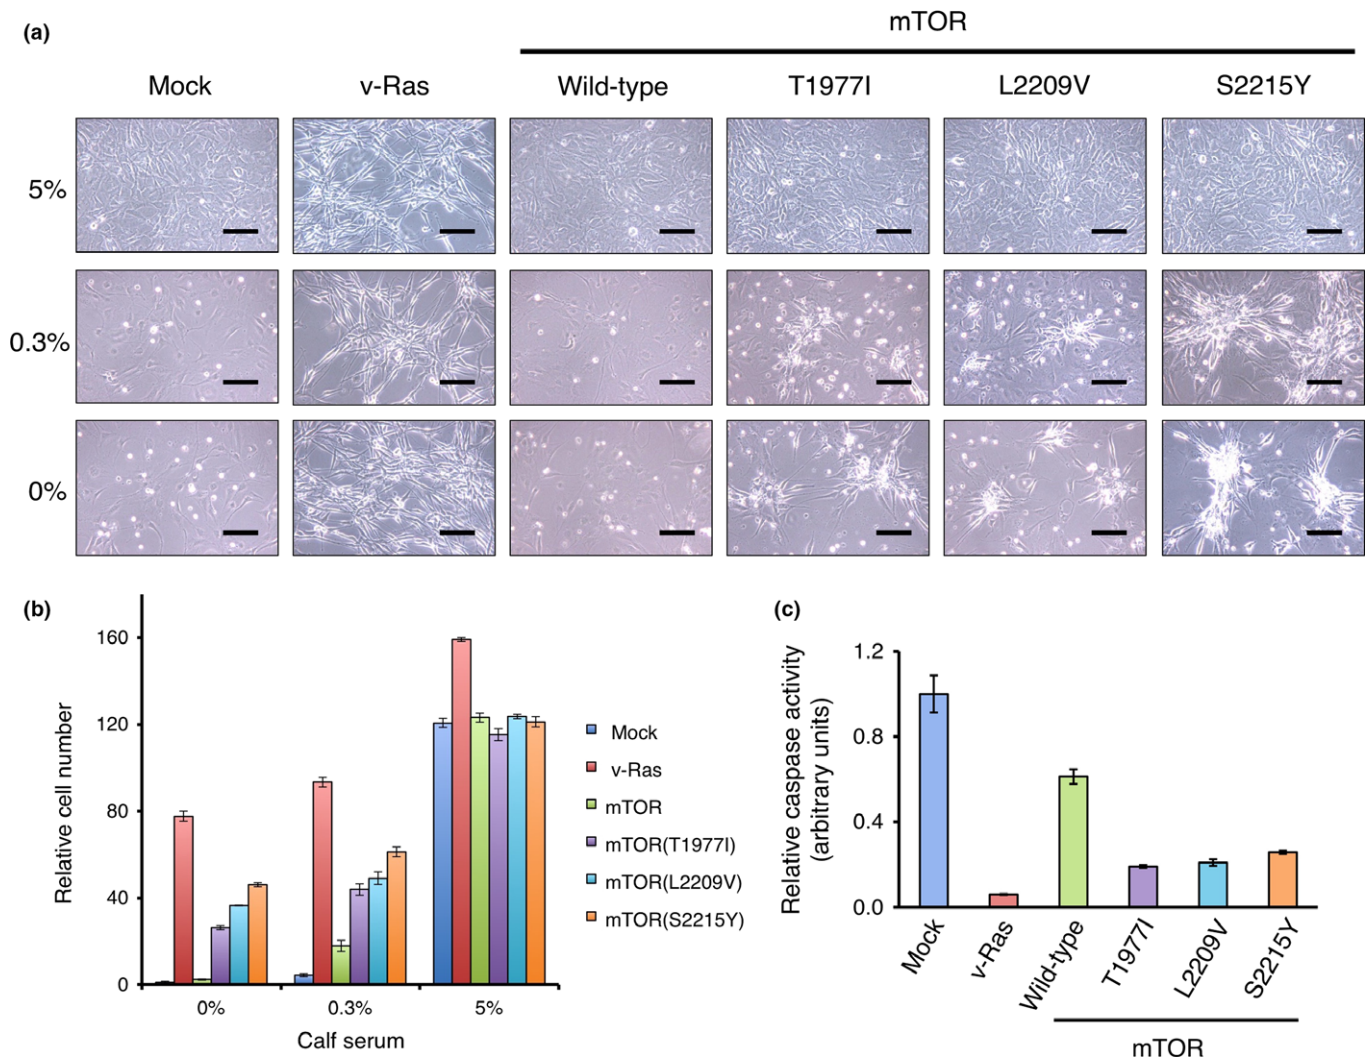 (a)
mTOR
Mock v-Ras Wild-type T1977I L2209V S2215Y
5%
0.3%
0%
(b)
Relative cell number
160
120
80
40
0
0% 0.3% 5%
Calf serum
Mock
v-Ras
mTOR
mTOR(T1977I)
mTOR(L2209V)
mTOR(S2215Y)
(c)
Relative caspase activity
(arbitrary units)
1.2
0.8
0.4
0.0
Mock v-Ras Wild-type T1977I L2209V S2215Y
mTOR